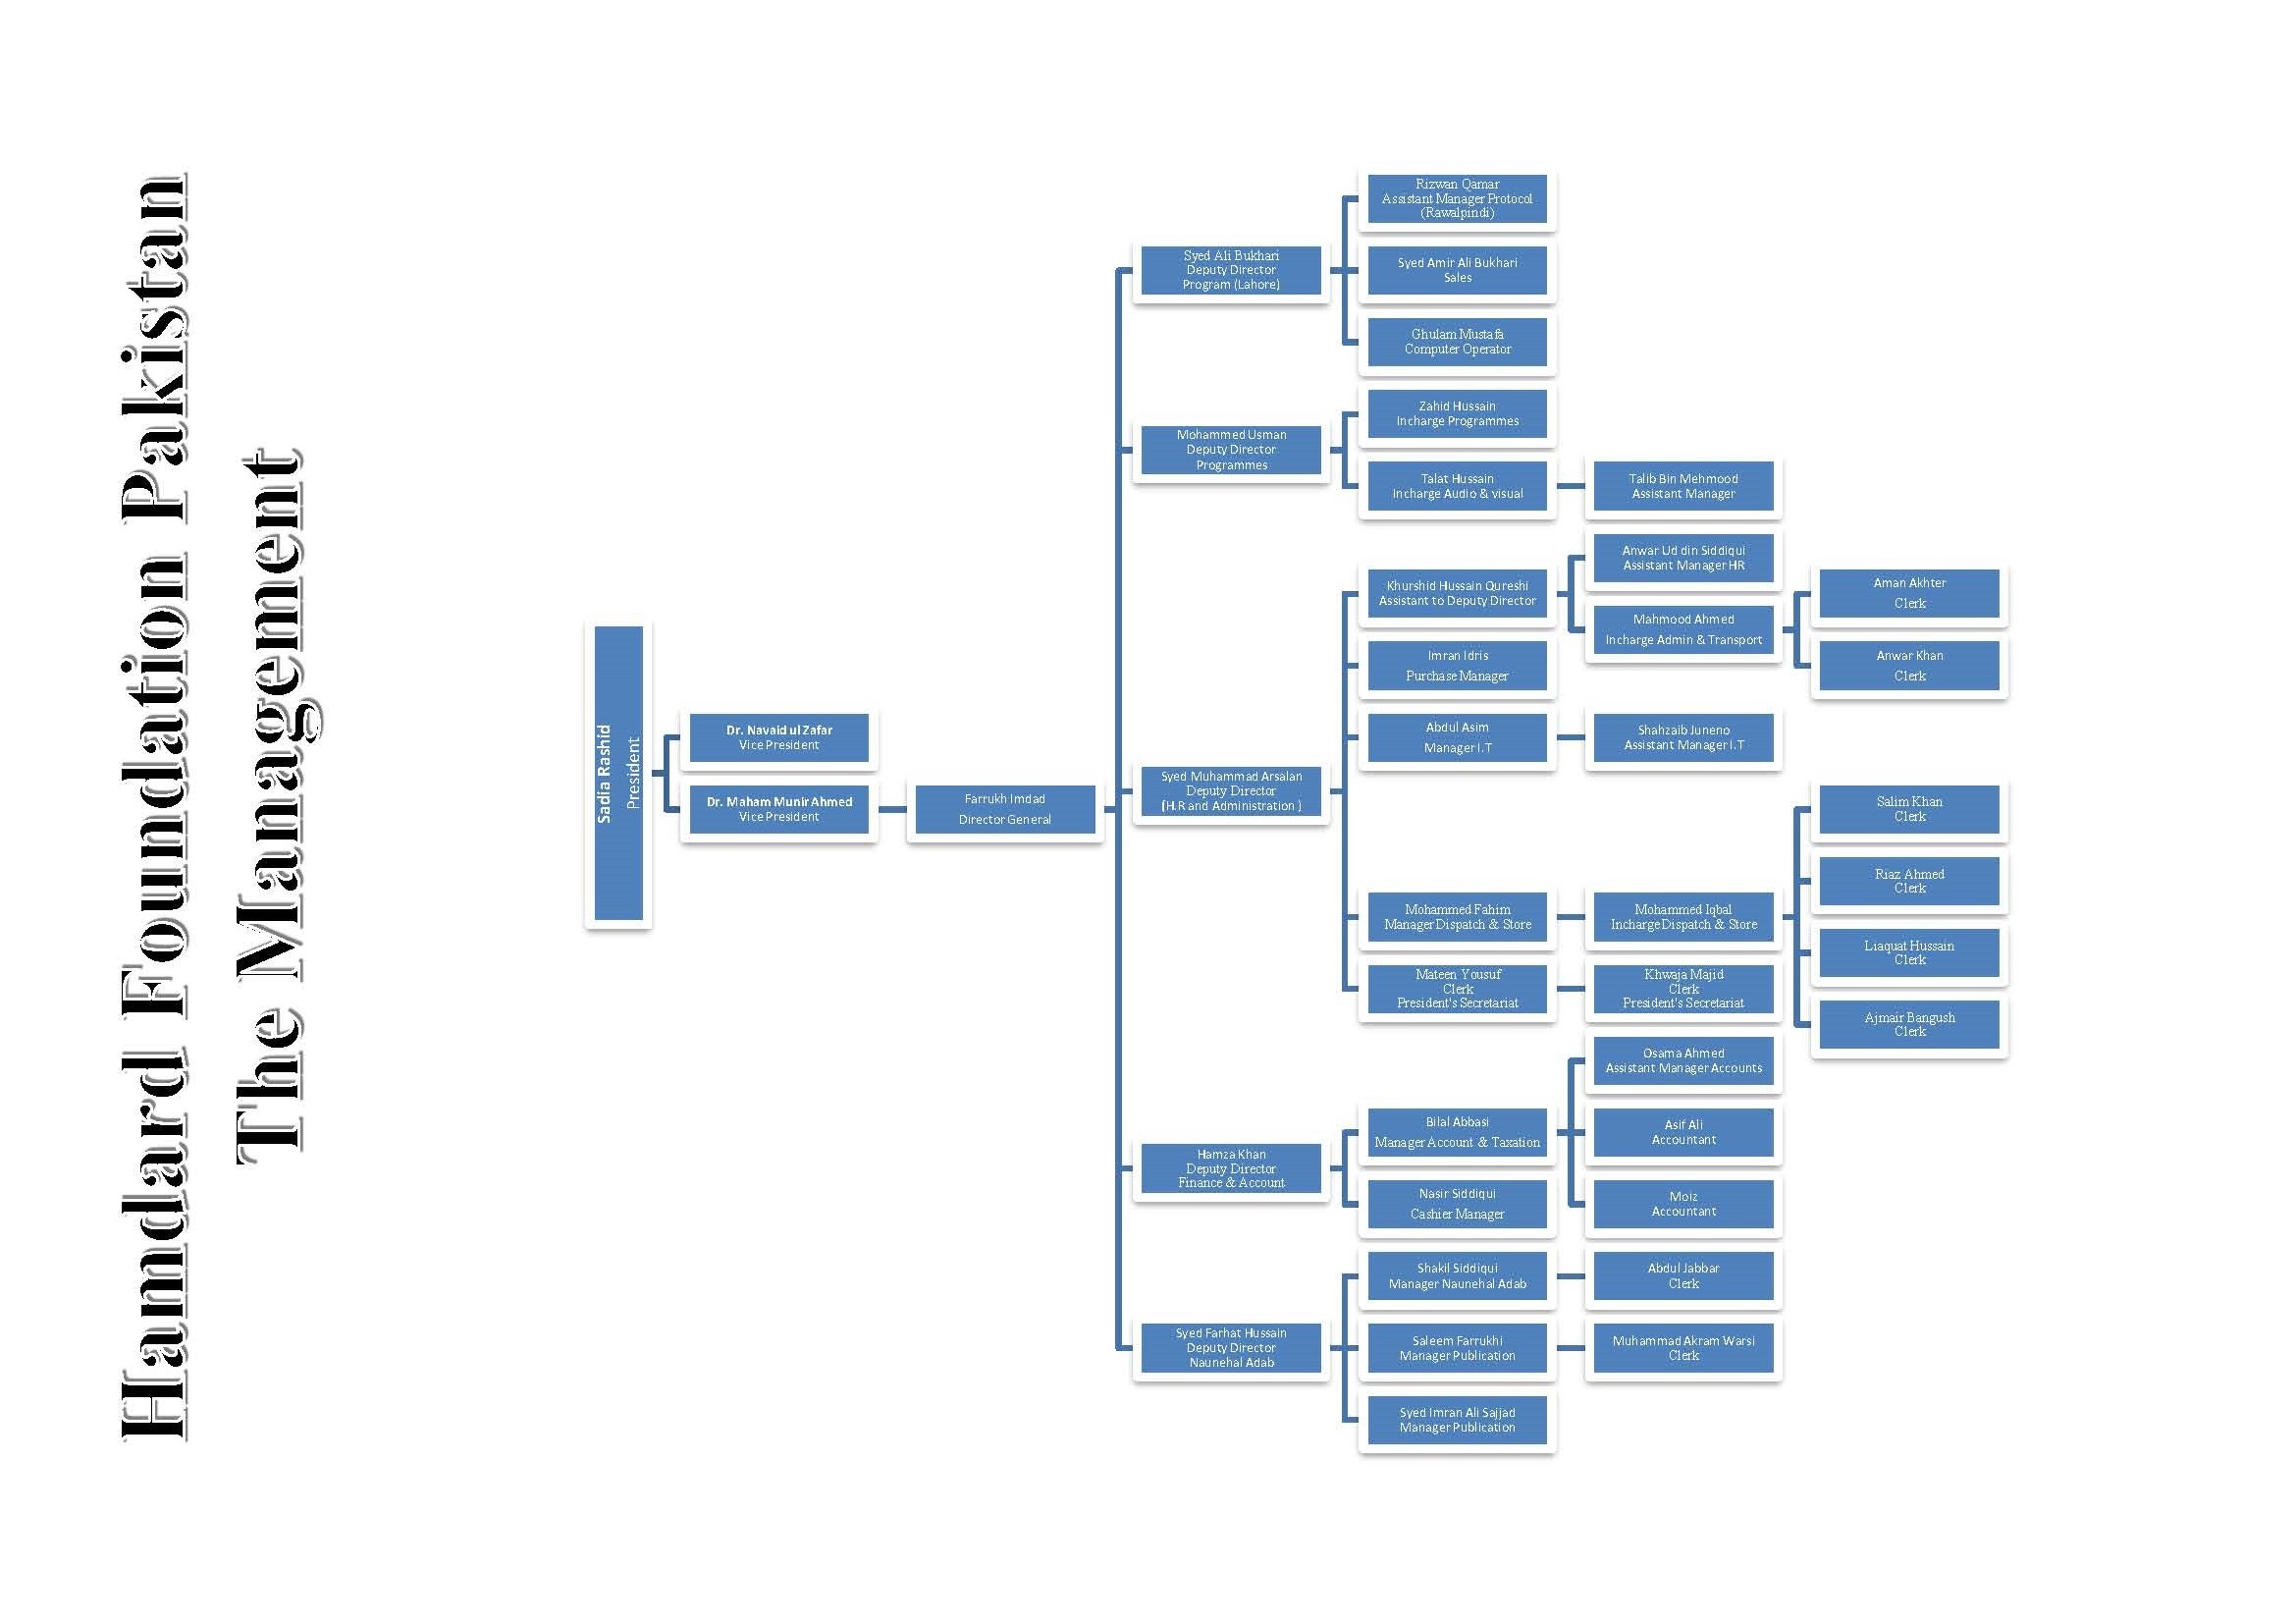 Hamdard Foundation Pakistan
The Management
Sadia Rashid
President
Dr. Navaid ul Zafar
Vice President
Dr. Maham Munir Ahmed
Vice President
Farrukh Imdad
Director General
Syed Ali Bukhari
Deputy Director
Program (Lahore)
Rizwan Qamar
Assistant Manager Protocol
(Rawalpindi)
Syed Amir Ali Bukhari
Sales
Ghulam Mustafa
Computer Operator
Mohammed Usman
Deputy Director
Programmes
Zahid Hussain
Incharge Programmes
Talat Hussain
Incharge Audio & visual
Talib Bin Mehmood
Assistant Manager
Syed Muhammad Arsalan
Deputy Director
(H.R and Administration )
Khurshid Hussain Qureshi
Assistant to Deputy Director
Anwar Ud din Siddiqui
Assistant Manager HR
Mahmood Ahmed
Incharge Admin & Transport
Aman Akhter
Clerk
Anwar Khan
Clerk
Imran Idris
Purchase Manager
Abdul Asim
Manager I.T
Shahzaib Juneno
Assistant Manager I.T
Mohammed Fahim
Manager Dispatch & Store
Mohammed Iqbal
Incharge Dispatch & Store
Salim Khan
Clerk
Riaz Ahmed
Clerk
Liaquat Hussain
Clerk
Ajmair Bangush
Clerk
Mateen Yousuf
Clerk
President's Secretariat
Khwaja Majid
Clerk
President's Secretariat
Hamza Khan
Deputy Director
Finance & Account
Bilal Abbasi
Manager Account & Taxation
Osama Ahmed
Assistant Manager Accounts
Asif Ali
Accountant
Moiz
Accountant
Nasir Siddiqui
Cashier Manager
Syed Farhat Hussain
Deputy Director
Naunehal Adab
Shakil Siddiqui
Manager Naunehal Adab
Abdul Jabbar
Clerk
Saleem Farrukhi
Manager Publication
Muhammad Akram Warsi
Clerk
Syed Imran Ali Sajjad
Manager Publication